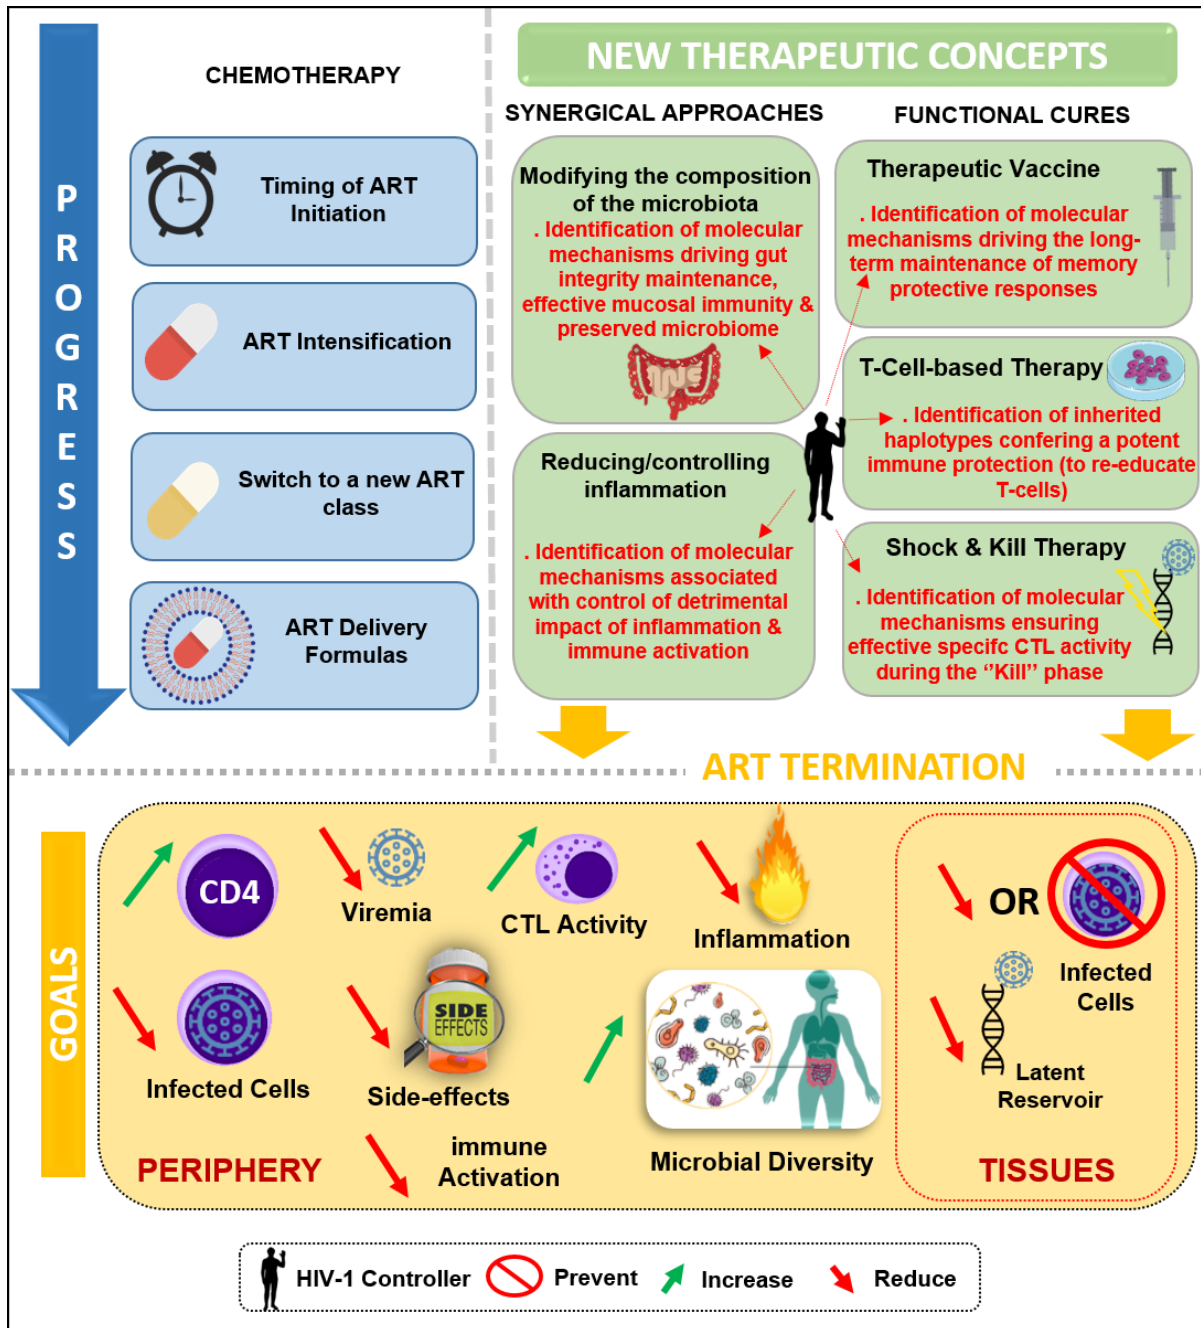 PROGRESS
CHEMOTHERAPY
Timing of ART
Initiation
ART Intensification
Switch to a new ART
class
ART Delivery
Formulas
NEW THERAPEUTIC CONCEPTS
SYNERGICAL APPROACHES
Modifying the composition
of the microbiota
. Identification of molecular
mechanisms driving gut
integrity maintenance,
effective mucosal immunity &
preserved microbiome
Reducing/controlling
inflammation
. Identification of molecular
mechanisms associated
with control of detrimental
impact of inflammation &
immune activation
FUNCTIONAL CURES
Therapeutic Vaccine
. Identification of molecular
mechanisms driving the long-
term maintenance of memory
protective responses
T-Cell-based Therapy
. Identification of inherited
haplotypes confering a potent
immune protection (to re-educate
T-cells)
Shock & Kill Therapy
. Identification of molecular
mechanisms ensuring
effective specifc CTL activity
during the ‘‘Kill’’ phase
ART TERMINATION
GOALS
CD4
Viremia
CTL Activity
Inflammation
Infected Cells
SIDE
EFFECTS
Side-effects
immune
Activation
Microbial Diversity
PERIPHERY
OR
Infected
Cells
Latent
Reservoir
TISSUES
HIV-1 Controller
Prevent
Increase
Reduce